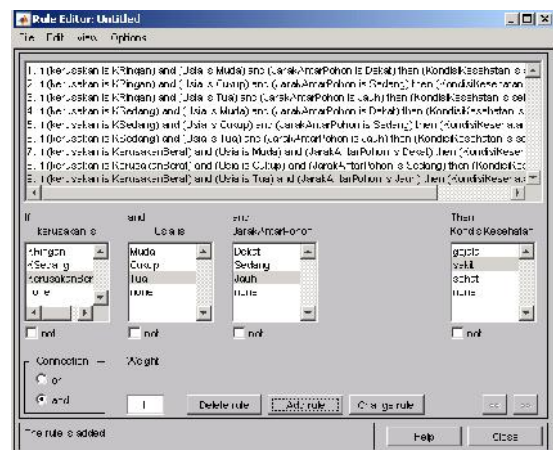 Rule Editor: Untitled
File Edit View Options
1. If (kerusakan is KRingan) and (Usia is Muda) and (JarakAntarPohon is Dekat) then (KondisiKesehatan is
2. If (kerusakan is KRingan) and (Usia is Cukup) and (JarakAntarPohon is Sedang) then (KondisiKesehatan
3. If (kerusakan is KRingan) and (Usia is Tua) and (JarakAntarPohon is Jauh) then (KondisiKesehatan is
4. If (kerusakan is KSedang) and (Usia is Muda) and (JarakAntarPohon is Dekat) then (KondisiKesehatan is
5. If (kerusakan is KSedang) and (Usia is Cukup) and (JarakAntarPohon is Sedang) then (KondisiKesehatan
6. If (kerusakan is KSedang) and (Usia is Tua) and (JarakAntarPohon is Jauh) then (KondisiKesehatan is
7. If (kerusakan is KerusakanBerat) and (Usia is Muda) and (JarakAntarPohon is Dekat) then (Kondisi
8. If (kerusakan is KerusakanBerat) and (Usia is Cukup) and (JarakAntarPohon is Sedang) then (Kondisi
9. If (kerusakan is KerusakanBerat) and (Usia is Tua) and (JarakAntarPohon is Jauh) then (KondisiKeseha
If and and Then
kerusakan is Usia is JarakAntarPohon KondisiKesehatan
KRingan
KSedang
KerusakanBer
none
Muda
Cukup
Tua
none
Dekat
Sedang
Jauh
none
gejala
sakit
sehat
none
not not not not
Connection Weight
or
and
1 Delete rule Add rule Change rule << >>
The rule is added Help Close